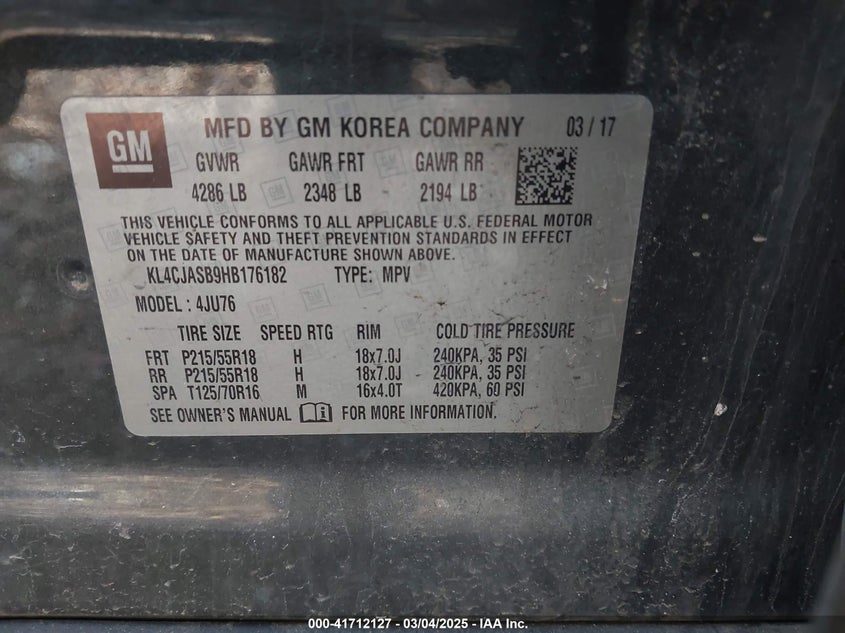 GM MFD BY GM KOREA COMPANY 03 / 17
GVWR GAWR FRT GAWR RR
4286 LB 2348 LB 2194 LB
THIS VEHICLE CONFORMS TO ALL APPLICABLE U.S. FEDERAL MOTOR
VEHICLE SAFETY AND THEFT PREVENTION STANDARDS IN EFFECT
ON THE DATE OF MANUFACTURE SHOWN ABOVE.
KL4CJASB9HB176182 TYPE: MPV
MODEL : 4JU76
TIRE SIZE SPEED RTG RIM COLD TIRE PRESSURE
FRT P215/55R18 H 18x7.0J 240KPA, 35 PSI
RR P215/55R18 H 18x7.0J 240KPA, 35 PSI
SPA T125/70R16 M 16x4.0T 420KPA, 60 PSI
SEE OWNER'S MANUAL FOR MORE INFORMATION.
000-41712127 - 03/04/2025 - IAA Inc.